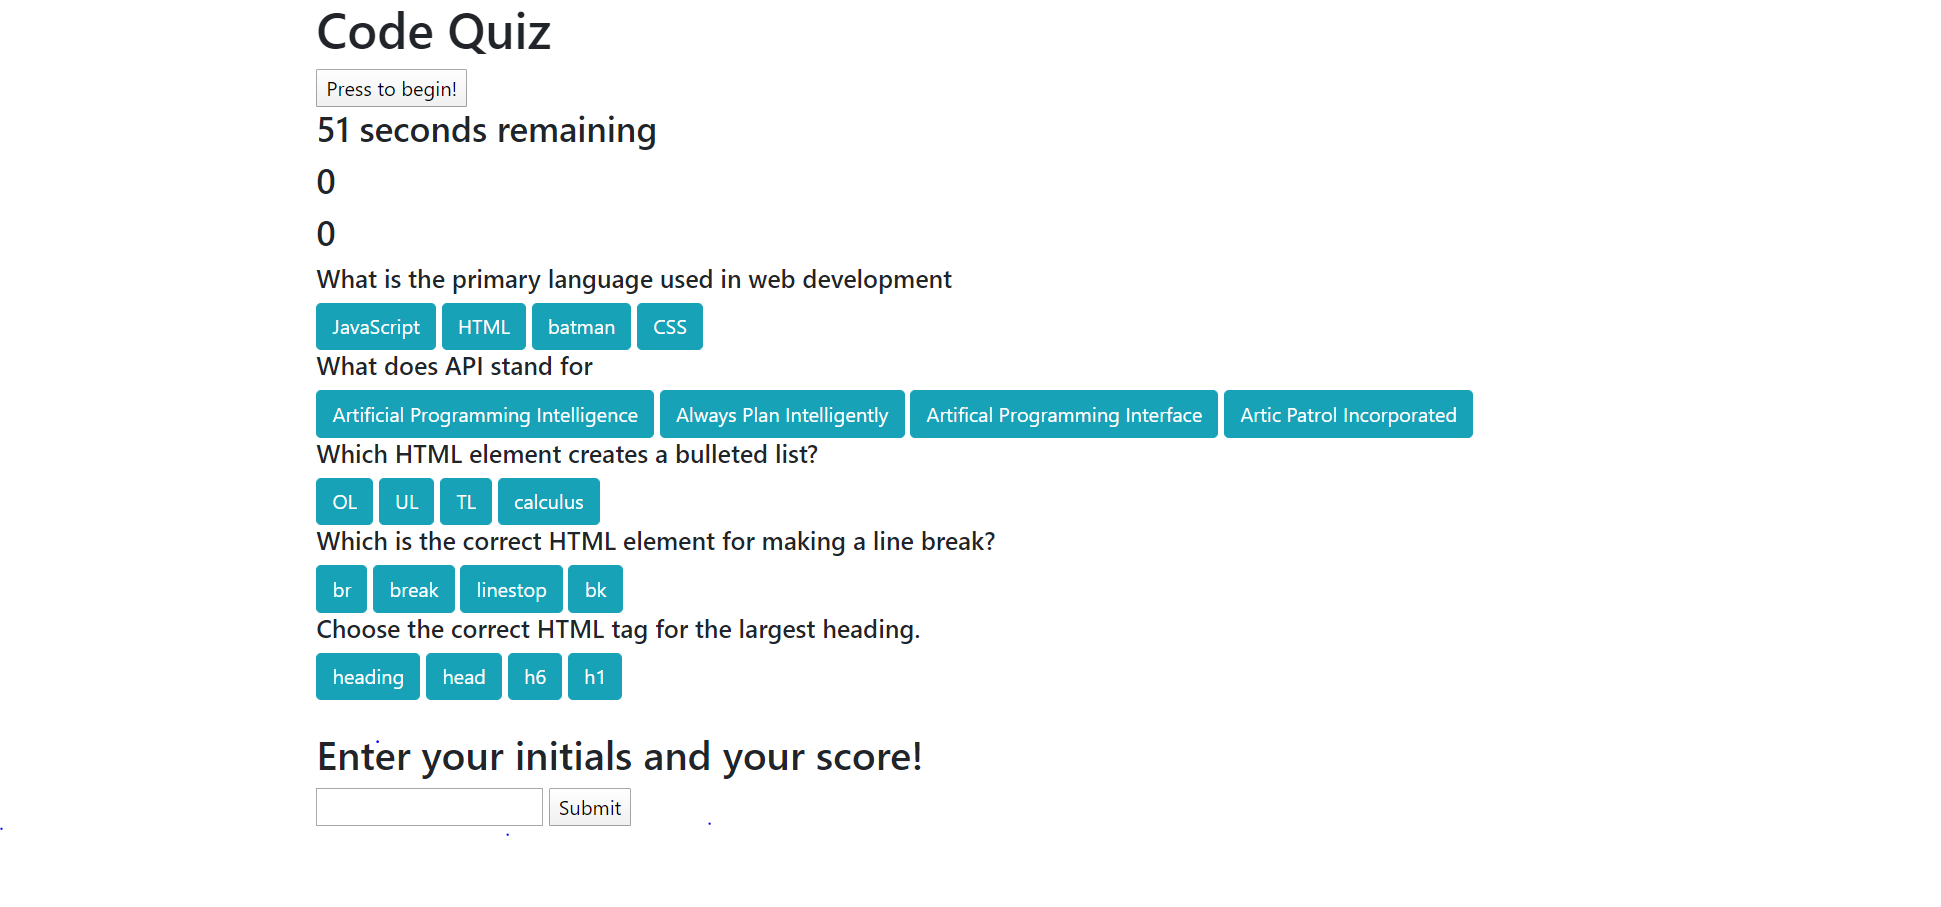 Code Quiz
Press to begin!
51 seconds remaining
0
0
What is the primary language used in web development
JavaScript HTML batman CSS
What does API stand for
Artificial Programming Intelligence Always Plan Intelligently Artifical Programming Interface Artic Patrol Incorporated
Which HTML element creates a bulleted list?
OL UL TL calculus
Which is the correct HTML element for making a line break?
br break linestop bk
Choose the correct HTML tag for the largest heading.
heading head h6 h1
Enter your initials and your score!
Submit